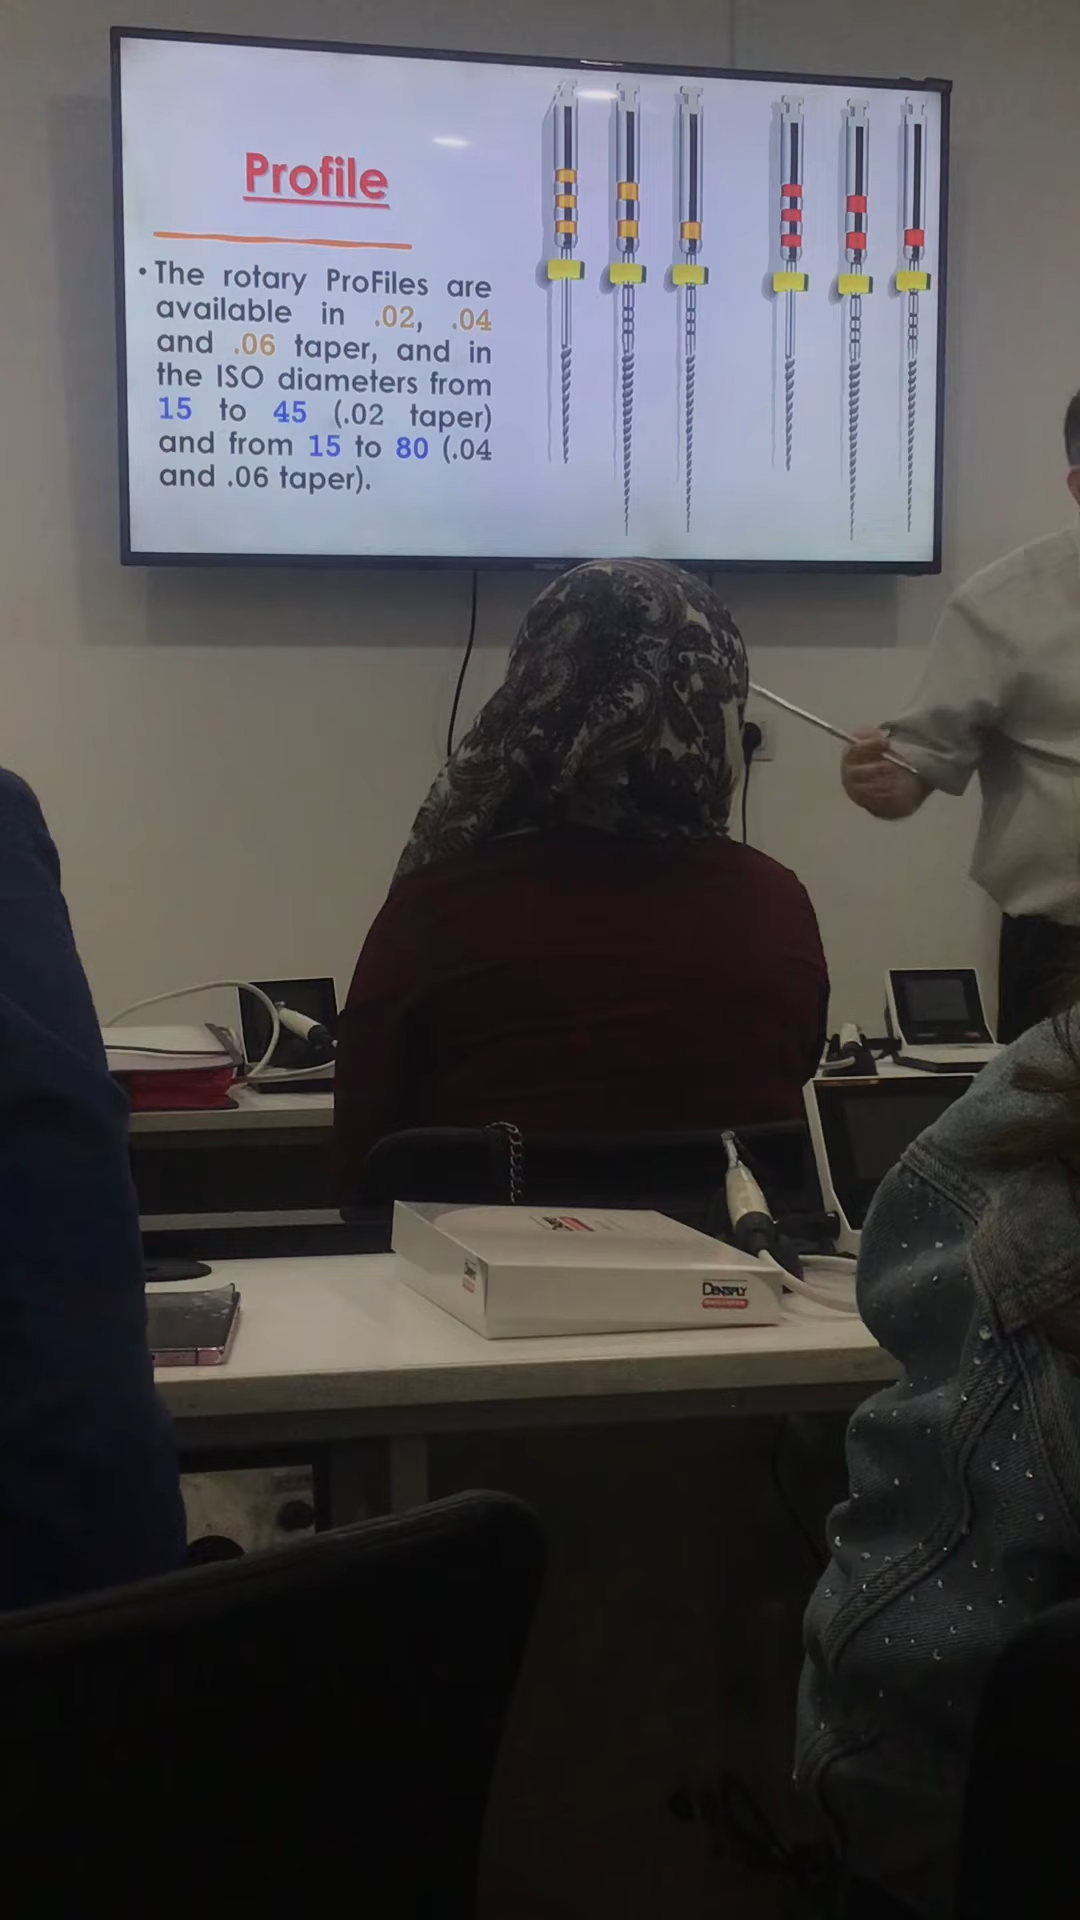 Profile
• The rotary ProFiles are
available in .02, .04
and .06 taper, and in
the ISO diameters from
15 to 45 (.02 taper)
and from 15 to 80 (.04
and .06 taper).
DENTSPLY